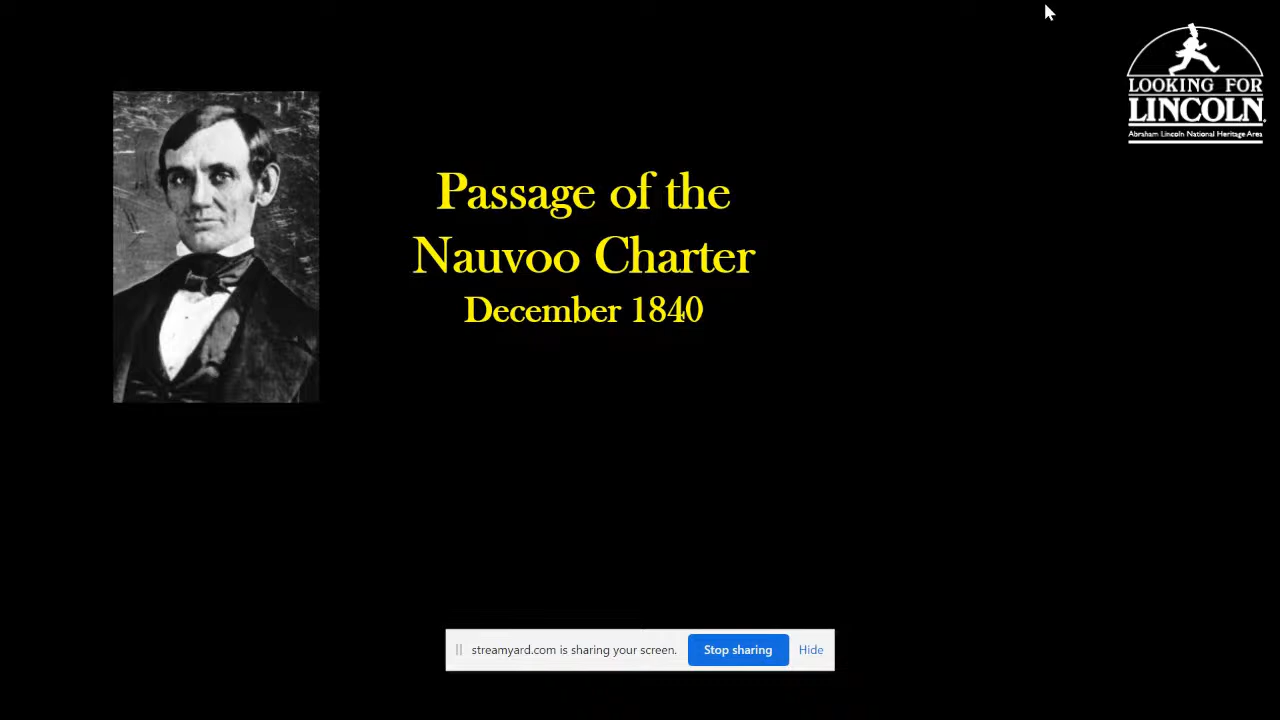 LOOKING FOR
LINCOLN
Abraham Lincoln National Heritage Area
Passage of the
Nauvoo Charter
December 1840
streamyard.com is sharing your screen.
Stop sharing
Hide